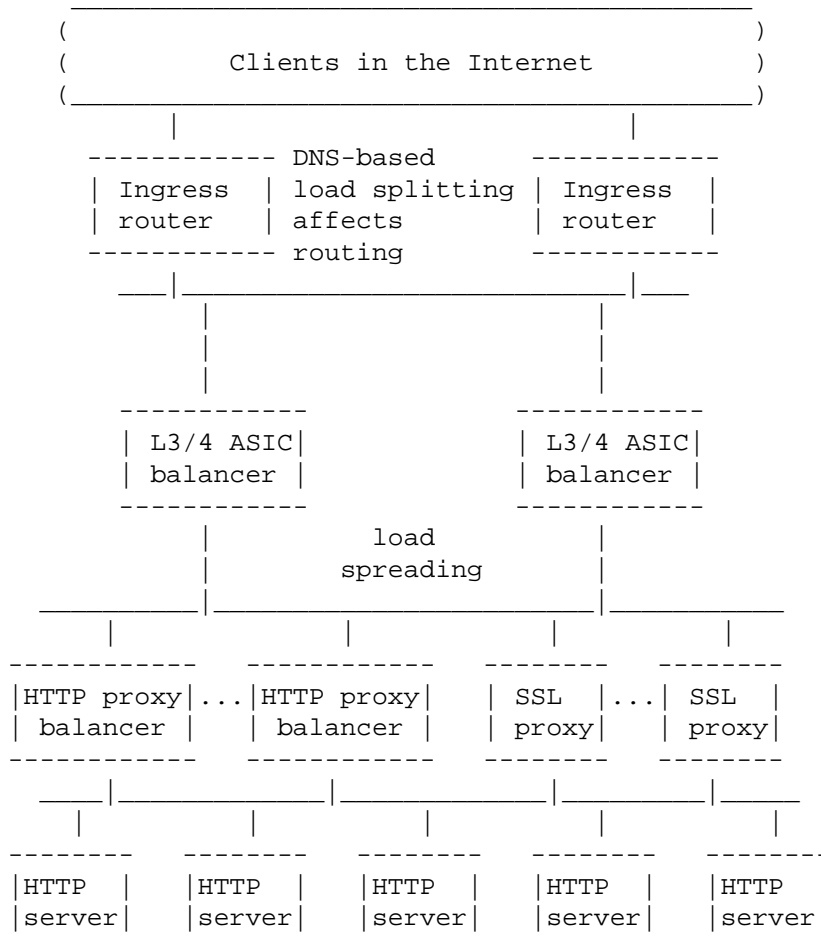 Clients in the Internet
DNS-based
Ingress load splitting Ingress
router affects router
routing
L3/4 ASIC L3/4 ASIC
balancer balancer
load
spreading
HTTP proxy ... HTTP proxy SSL ... SSL
balancer balancer proxy proxy
HTTP HTTP HTTP HTTP HTTP
server server server server server